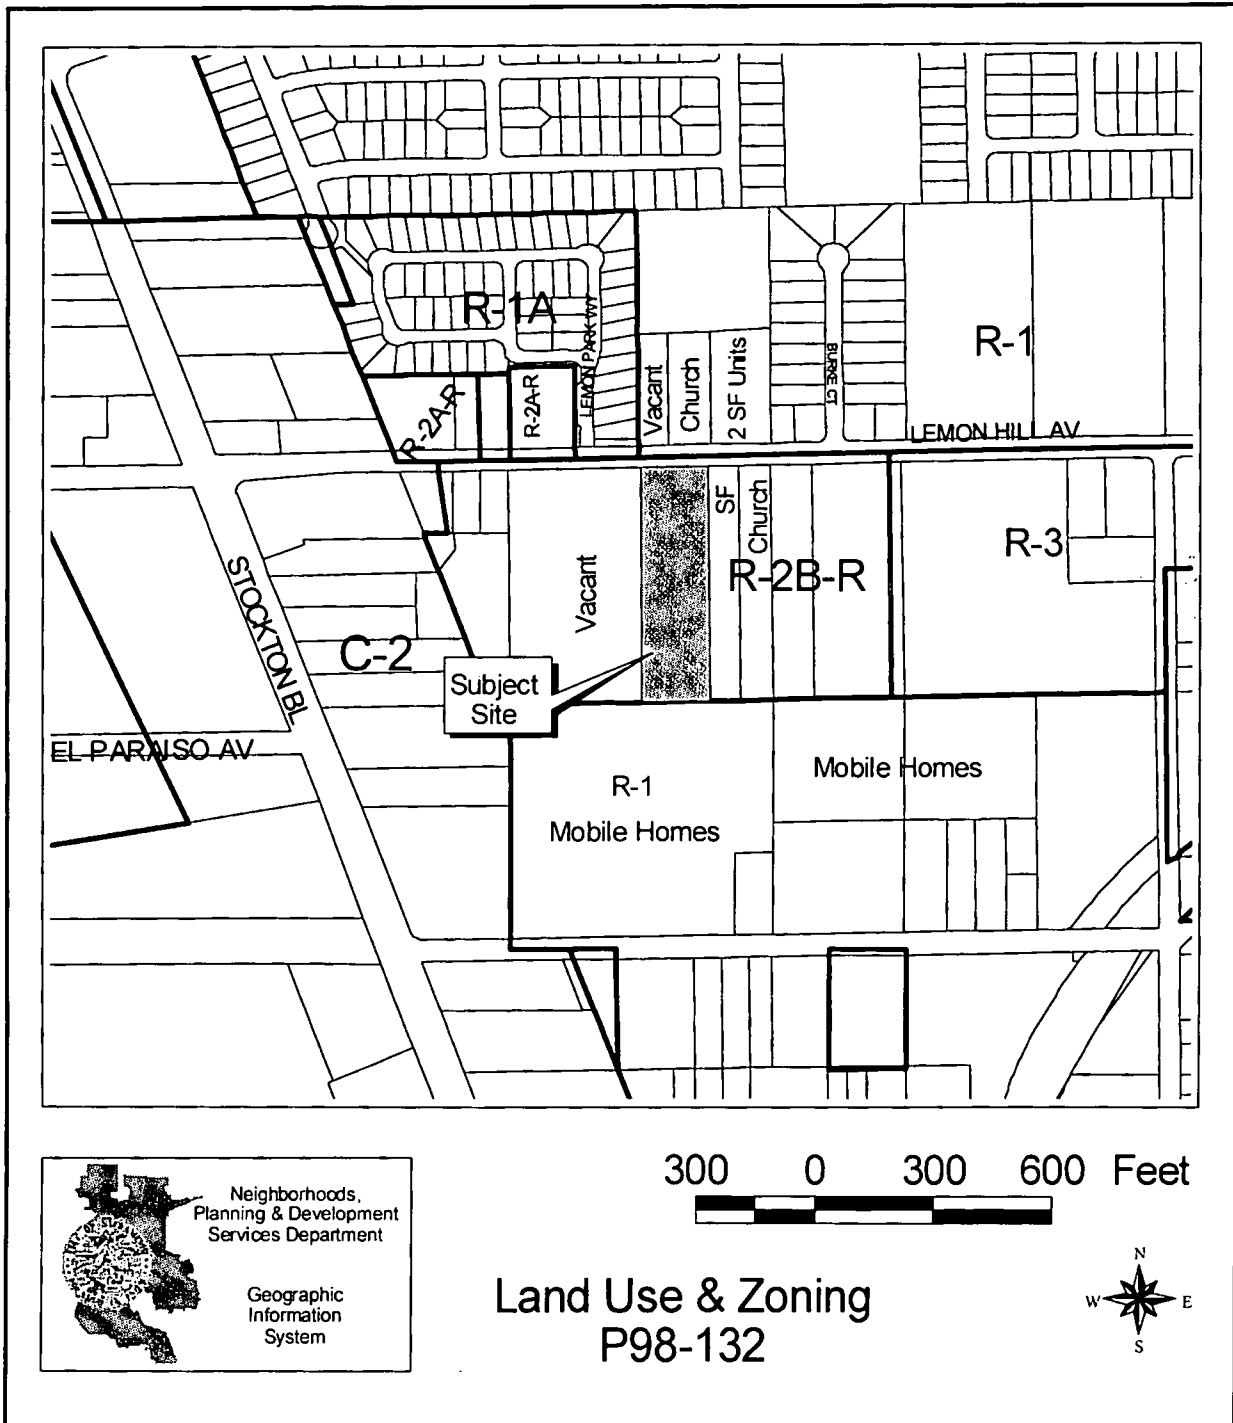 R-1A
LEMON PARK WY
R-1
BURKE CT
Vacant
Church
2 SF Units
R-2A-R
R-2A-R
LEMON HILL AV
SF
Church
R-3
R-2B-R
Vacant
STOCKTON BL
C-2
Subject
Site
EL PARAISO AV
Mobile Homes
R-1
Mobile Homes
300 0 300 600 Feet
Neighborhoods,
Planning & Development
Services Department
Geographic
Information
System
Land Use & Zoning
P98-132
N
W E
S